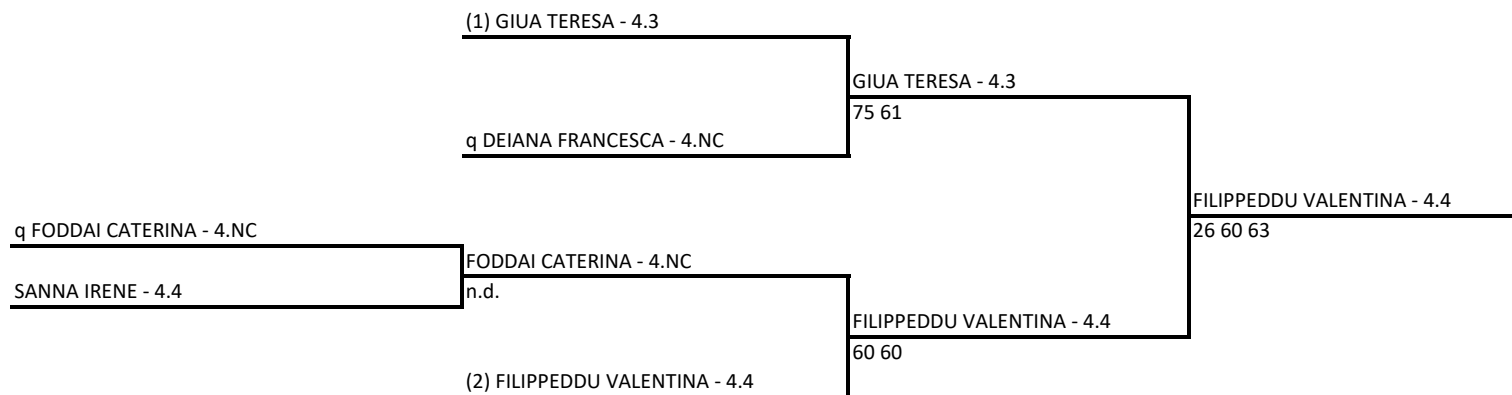 (1) GIUA TERESA - 4.3
GIUA TERESA - 4.3
75 61
q DEIANA FRANCESCA - 4.NC
FILIPPEDDU VALENTINA - 4.4
26 60 63
q FODDAI CATERINA - 4.NC
FODDAI CATERINA - 4.NC
n.d.
SANNA IRENE - 4.4
FILIPPEDDU VALENTINA - 4.4
60 60
(2) FILIPPEDDU VALENTINA - 4.4